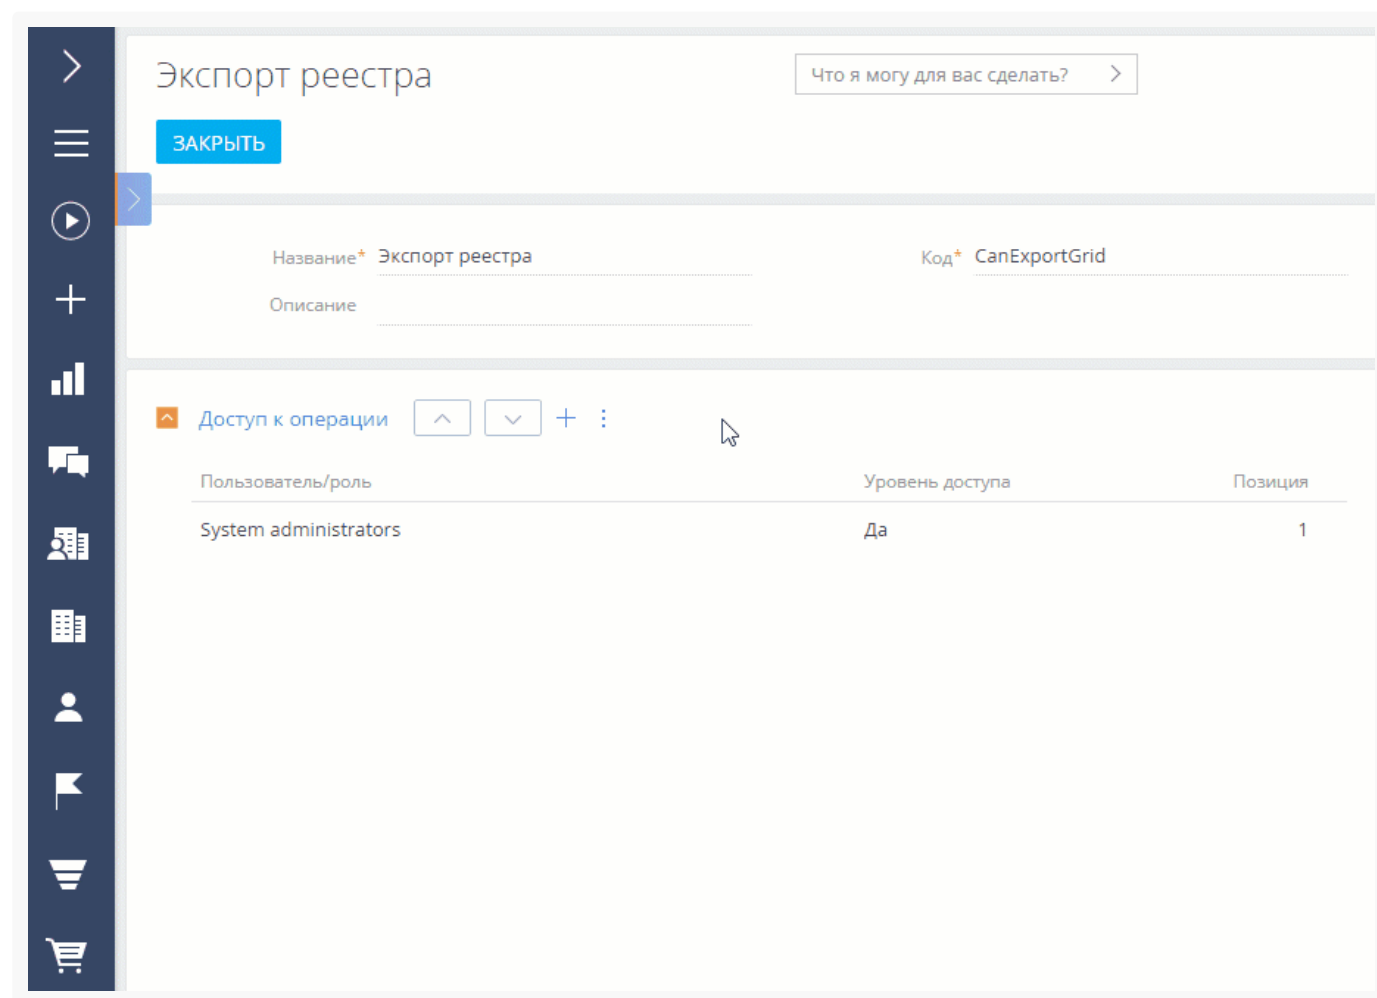 Экспорт реестра
Что я могу для вас сделать?
ЗАКРЫТЬ
Название* Экспорт реестра
Код* CanExportGrid
Описание
Доступ к операции
Пользователь/роль Уровень доступа Позиция
System administrators Да 1